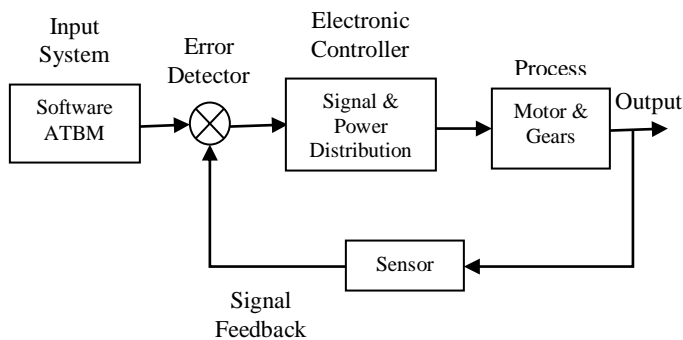 Input
System
Error
Detector
Electronic
Controller
Process
Output
Software
ATBM
Signal &
Power
Distribution
Motor &
Gears
Sensor
Signal
Feedback